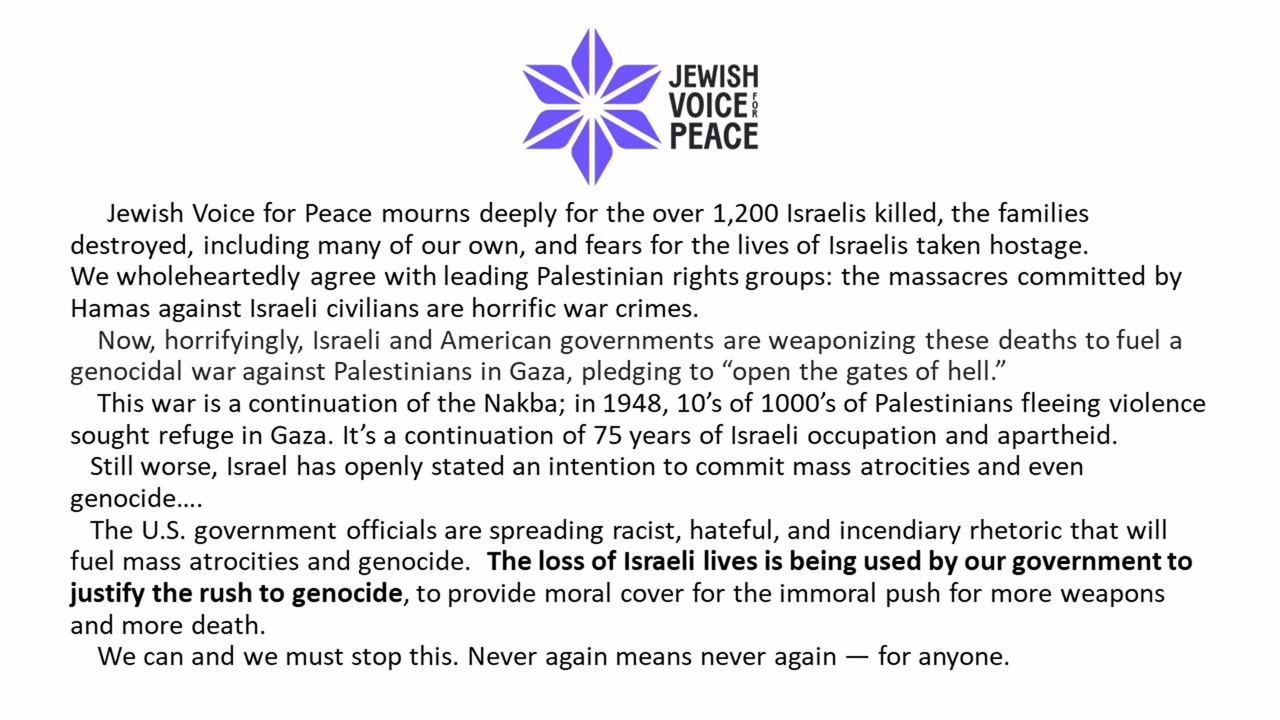 JEWISH
VOICE FOR
PEACE
Jewish Voice for Peace mourns deeply for the over 1,200 Israelis killed, the families
destroyed, including many of our own, and fears for the lives of Israelis taken hostage.
We wholeheartedly agree with leading Palestinian rights groups: the massacres committed by
Hamas against Israeli civilians are horrific war crimes.
Now, horrifyingly, Israeli and American governments are weaponizing these deaths to fuel a
genocidal war against Palestinians in Gaza, pledging to “open the gates of hell.”
This war is a continuation of the Nakba; in 1948, 10’s of 1000’s of Palestinians fleeing violence
sought refuge in Gaza. It’s a continuation of 75 years of Israeli occupation and apartheid.
Still worse, Israel has openly stated an intention to commit mass atrocities and even
genocide….
The U.S. government officials are spreading racist, hateful, and incendiary rhetoric that will
fuel mass atrocities and genocide.  The loss of Israeli lives is being used by our government to
justify the rush to genocide, to provide moral cover for the immoral push for more weapons
and more death.
We can and we must stop this. Never again means never again — for anyone.